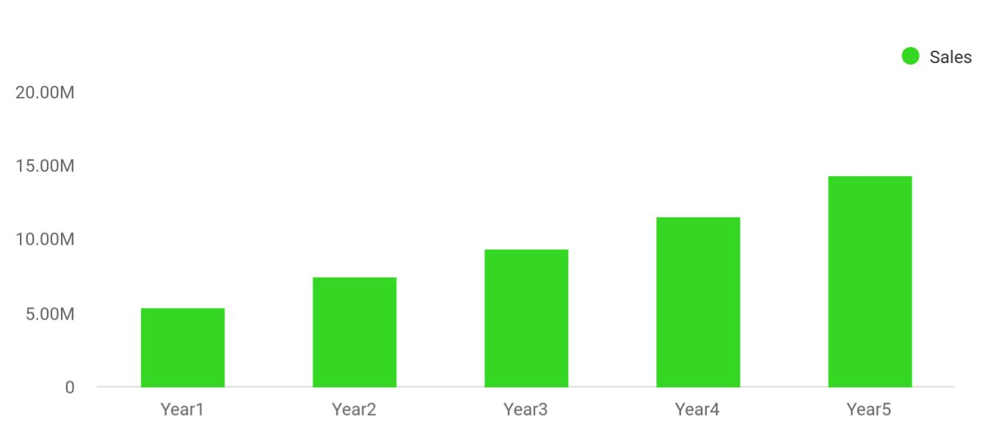 Sales
20.00M
15.00M
10.00M
5.00M
0
Year1 Year2 Year3 Year4 Year5